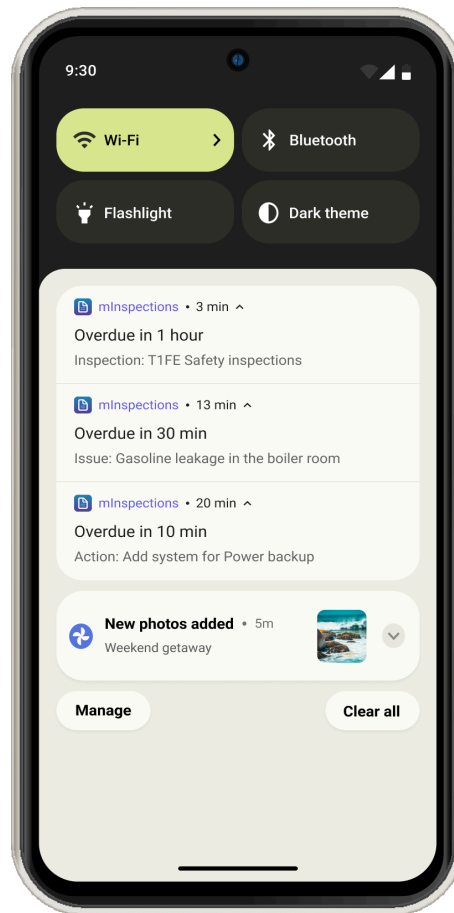 9:30
Wi-Fi
Bluetooth
Flashlight
Dark theme
mInspections • 3 min
Overdue in 1 hour
Inspection: T1FE Safety inspections
mInspections • 13 min
Overdue in 30 min
Issue: Gasoline leakage in the boiler room
mInspections • 20 min
Overdue in 10 min
Action: Add system for Power backup
New photos added • 5m
Weekend getaway
Manage
Clear all